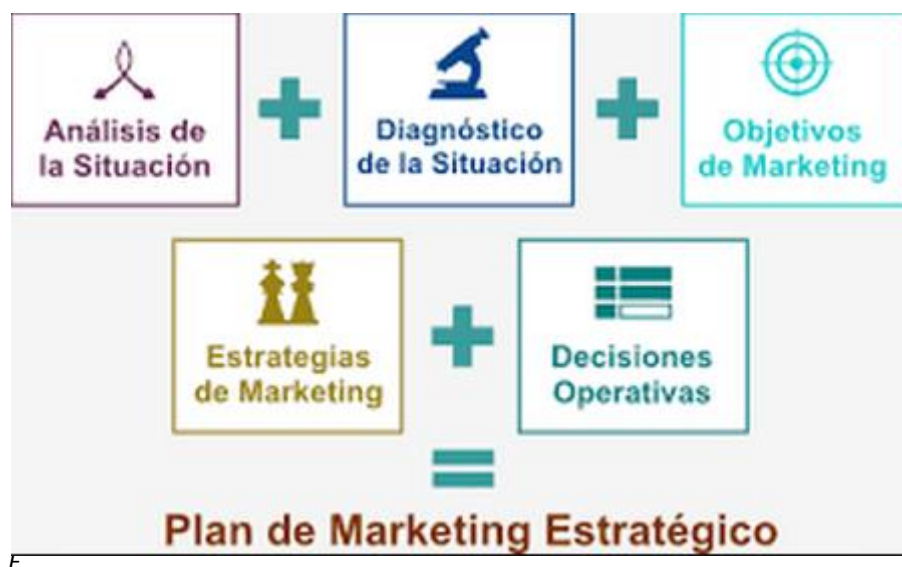 Análisis de
la Situación
Diagnóstico
de la Situación
Objetivos
de Marketing
Estrategias
de Marketing
Decisiones
Operativas
Plan de Marketing Estratégico